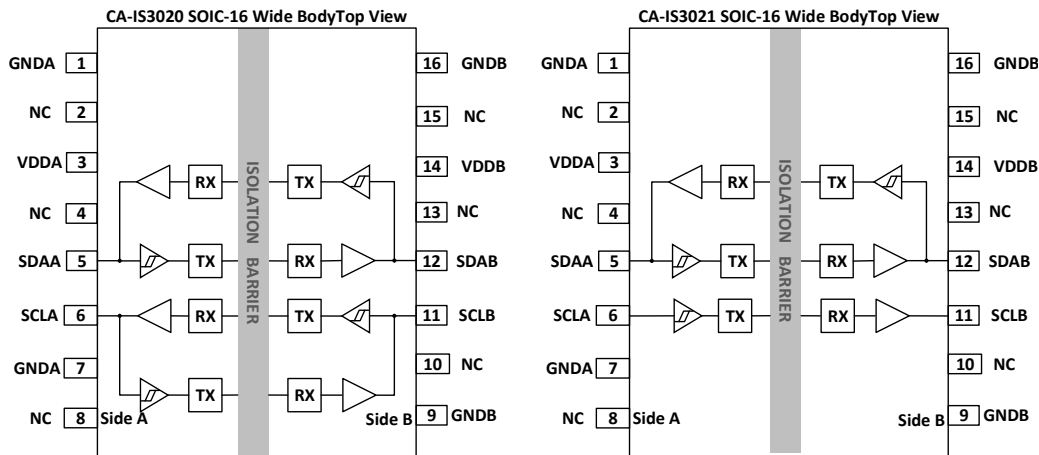 CA-IS3020 SOIC-16 Wide BodyTop View
GNDA 1
16 GNDB
NC 2
15 NC
VDDA 3
14 VDDB
RX TX
NC 4
13 NC
SDAA 5
TX RX
12 SDAB
SCLA 6
RX TX
11 SCLB
GNDA 7
10 NC
TX RX
NC 8 Side A
Side B 9 GNDB
ISOLATION BARRIER
CA-IS3021 SOIC-16 Wide BodyTop View
GNDA 1
16 GNDB
NC 2
15 NC
VDDA 3
14 VDDB
RX TX
NC 4
13 NC
SDAA 5
TX RX
12 SDAB
SCLA 6
TX RX
11 SCLB
GNDA 7
10 NC
NC 8 Side A
Side B 9 GNDB
ISOLATION BARRIER